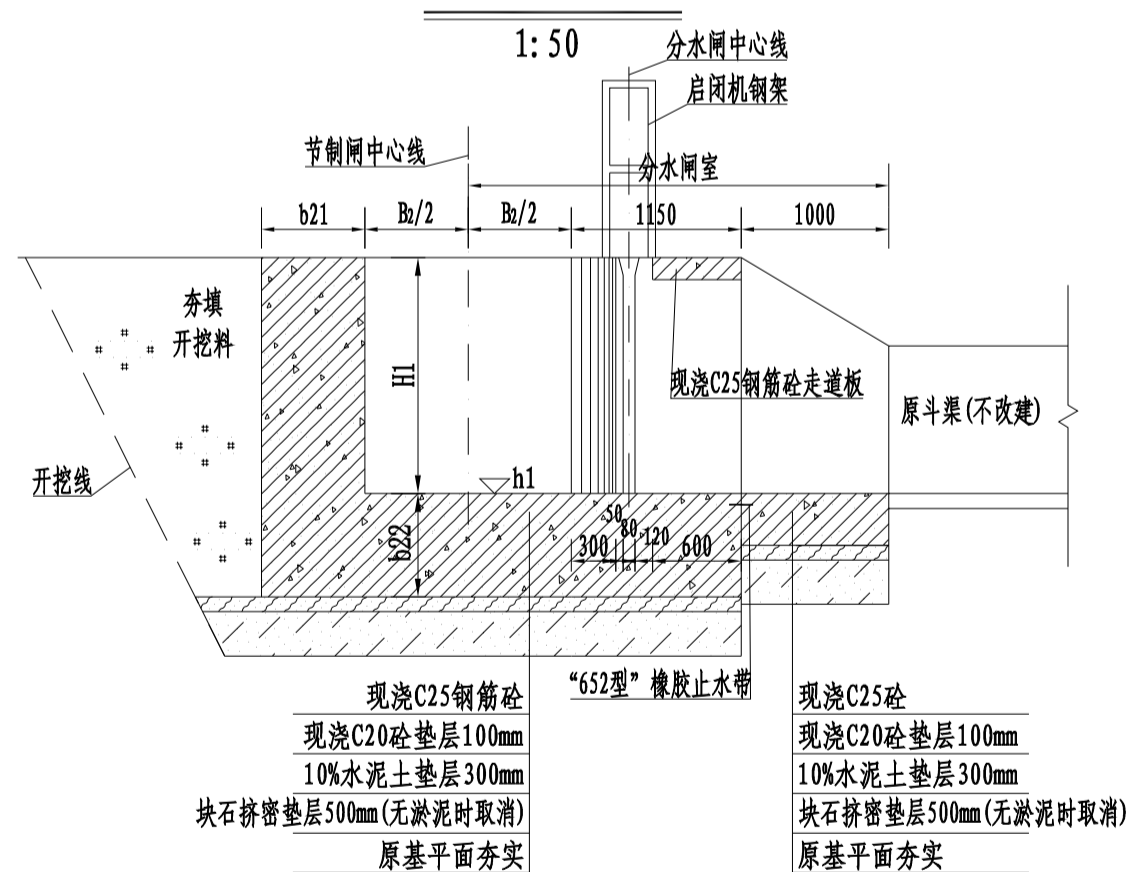 1:50
分水闸中心线
启闭机钢架
节制闸中心线
分水闸室
b21
B₂/2
B₂/2
1150
1000
夯填
开挖料
H1
现浇C25钢筋砼走道板
原斗渠(不改建)
开挖线
h1
b22
50
80
120
300
600
“652型”橡胶止水带
现浇C25钢筋砼
现浇C20砼垫层100mm
10%水泥土垫层300mm
块石挤密垫层500mm(无淤泥时取消)
原基平面夯实
现浇C25砼
现浇C20砼垫层100mm
10%水泥土垫层300mm
块石挤密垫层500mm(无淤泥时取消)
原基平面夯实